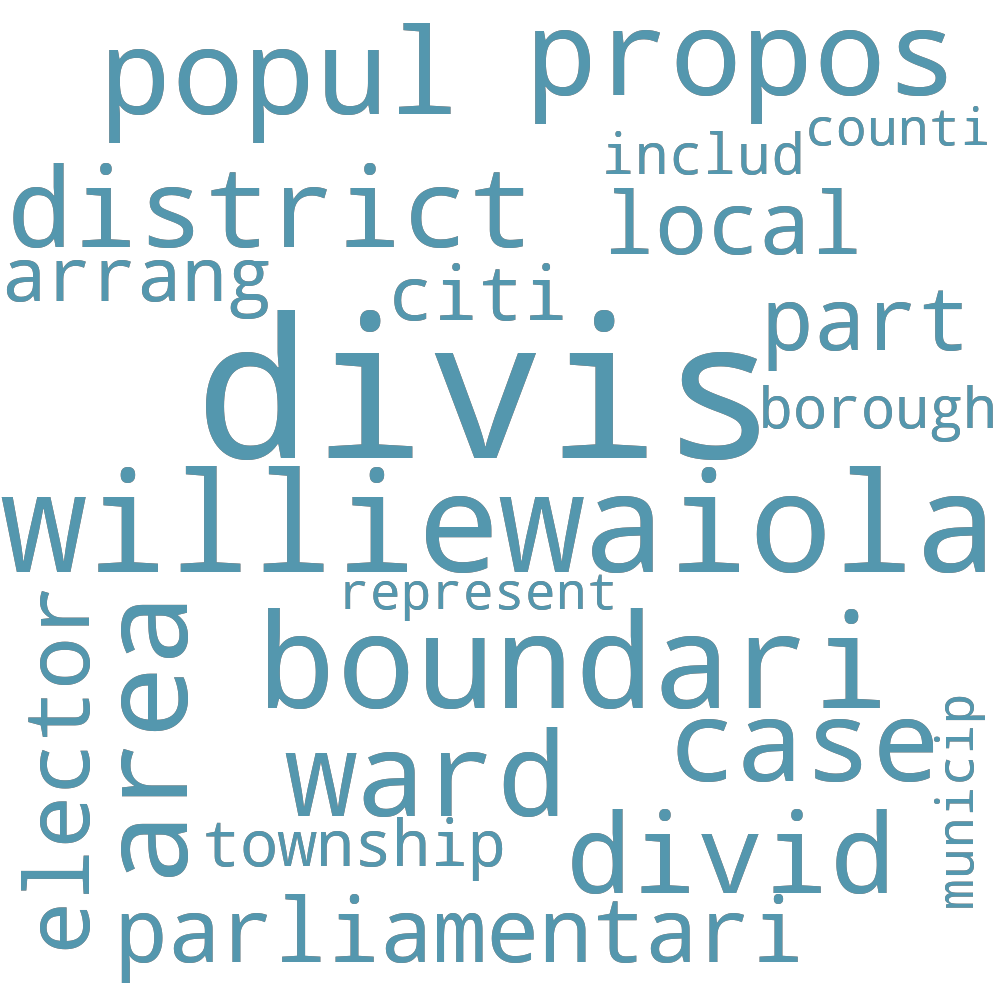 popul
propos
counti
includ
district
local
arrang
citi
part
divis
borough
williewaiola
represent
elector
area
boundari
case
municip
ward
township
divid
parliamentari